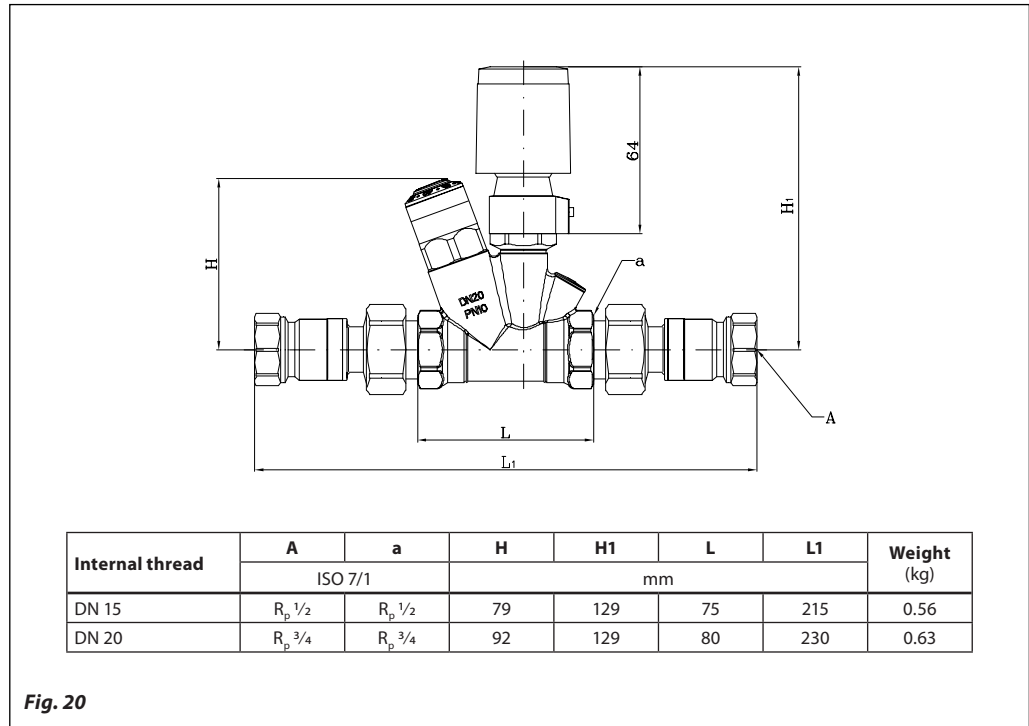 64
H₁
H
a
DN20
PN10
A
L
L₁
Internal thread A a H H1 L L1 Weight (kg)
ISO 7/1 mm
DN 15 Rₚ ½ Rₚ ½ 79 129 75 215 0.56
DN 20 Rₚ ¾ Rₚ ¾ 92 129 80 230 0.63
Fig. 20